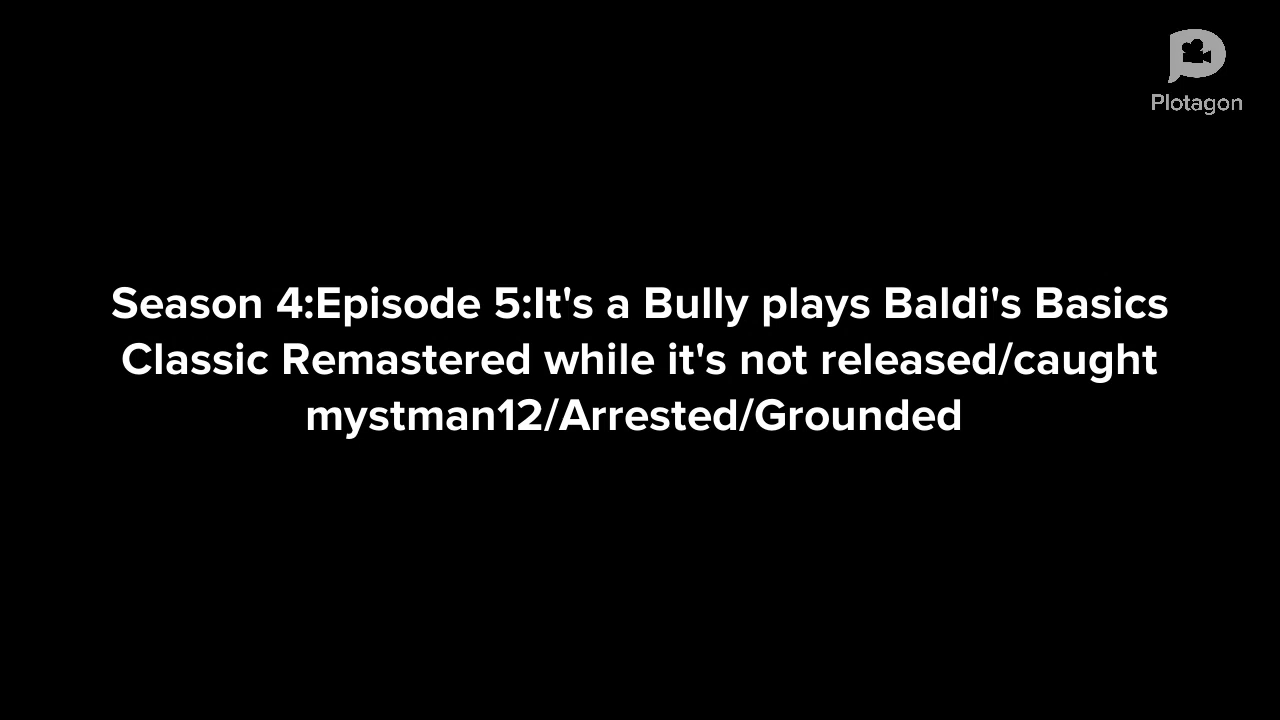 Plotagon
Season 4:Episode 5:It's a Bully plays Baldi's Basics
Classic Remastered while it's not released/caught
mystman12/Arrested/Grounded